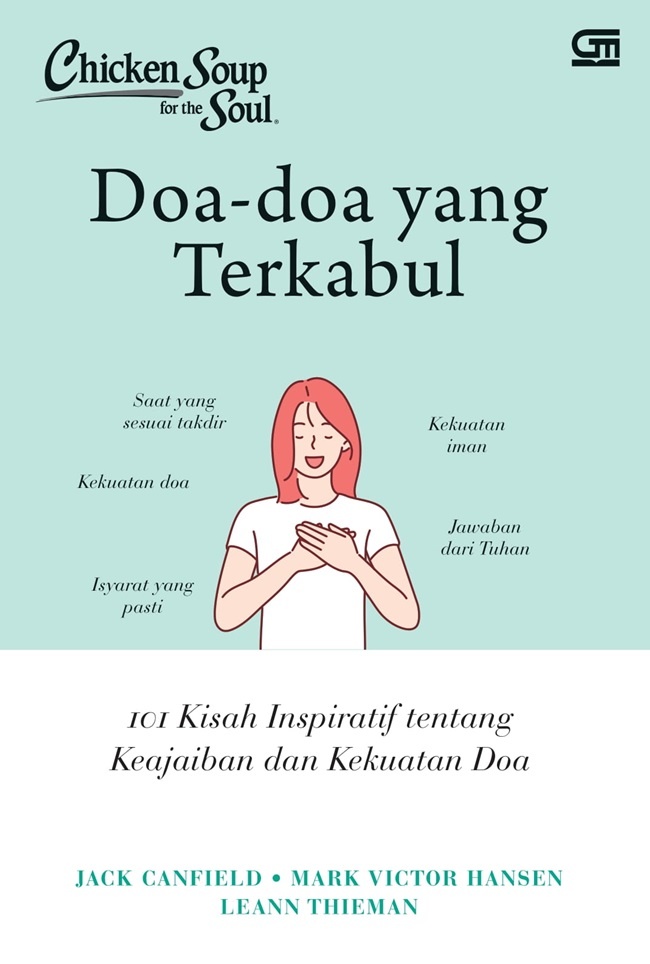 Chicken Soup
for the Soul®
GM
Doa-doa yang
Terkabul
Saat yang
sesuai takdir
Kekuatan
iman
Kekuatan doa
Jawaban
dari Tuhan
Isyarat yang
pasti
101 Kisah Inspiratif tentang
Keajaiban dan Kekuatan Doa
JACK CANFIELD • MARK VICTOR HANSEN
LEANN THIEMAN